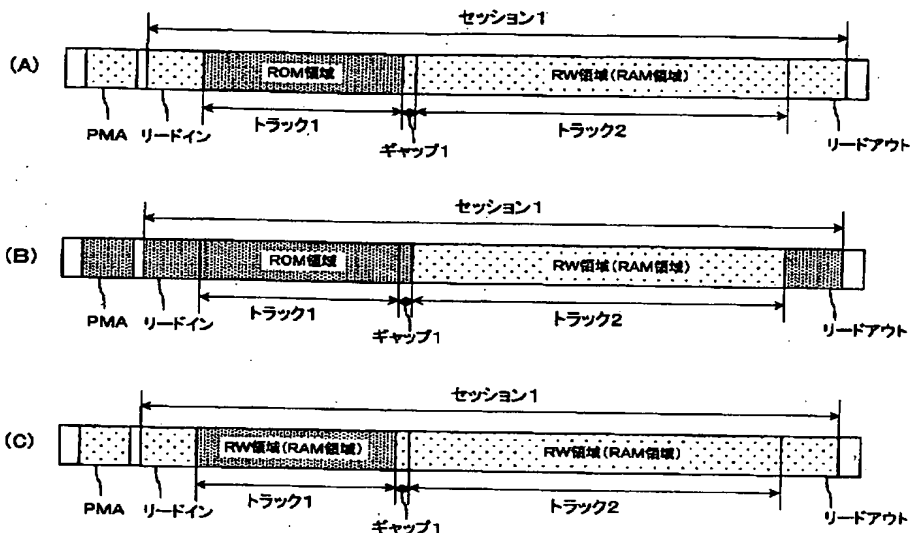 セッション1
(A)
ROM領域
RW領域(RAM領域)
PMA
リードイン
トラック1
ギャップ1
トラック2
リードアウト
セッション1
(B)
ROM領域
RW領域(RAM領域)
PMA
リードイン
トラック1
ギャップ1
トラック2
リードアウト
セッション1
(C)
RW領域(RAM領域)
RW領域(RAM領域)
PMA
リードイン
トラック1
ギャップ1
トラック2
リードアウト